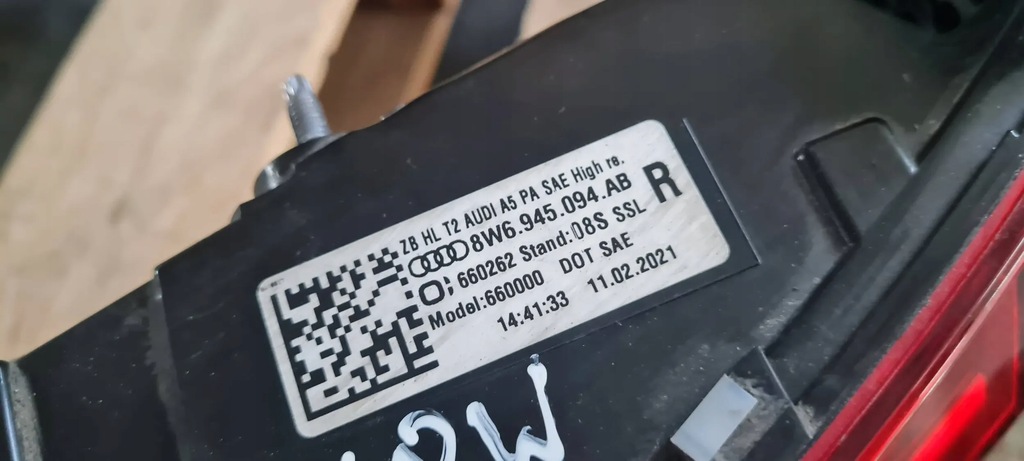 ZB HL T2 AUDI A5 PA SAE High re.
8W6.945.094.AB R
660262 Stand:08S SSL
Model:660000 DOT SAE
14:41:33 11.02.2021